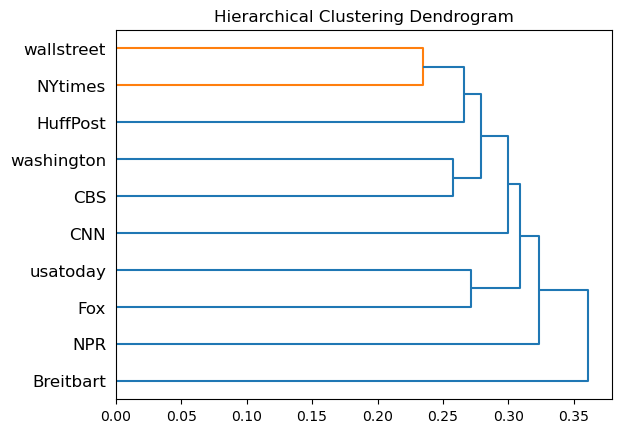 Hierarchical Clustering Dendrogram
wallstreet
NYtimes
HuffPost
washington
CBS
CNN
usatoday
Fox
NPR
Breitbart
0.00 0.05 0.10 0.15 0.20 0.25 0.30 0.35